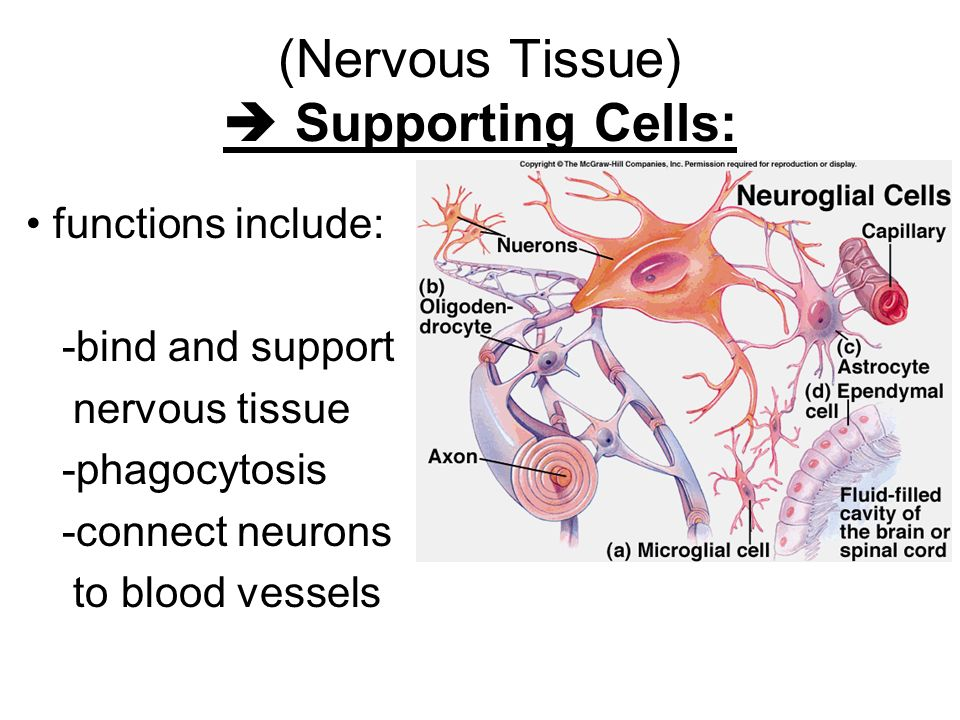 (Nervous Tissue)
➔ Supporting Cells:
• functions include:
-bind and support
nervous tissue
-phagocytosis
-connect neurons
to blood vessels
Copyright © The McGraw-Hill Companies, Inc. Permission required for reproduction or display.
Neuroglial Cells
Capillary
Nuerons
(b)
Oligoden-
drocyte
(c)
Astrocyte
(d) Ependymal
cell
Axon
Fluid-filled
cavity of
the brain or
spinal cord
(a) Microglial cell